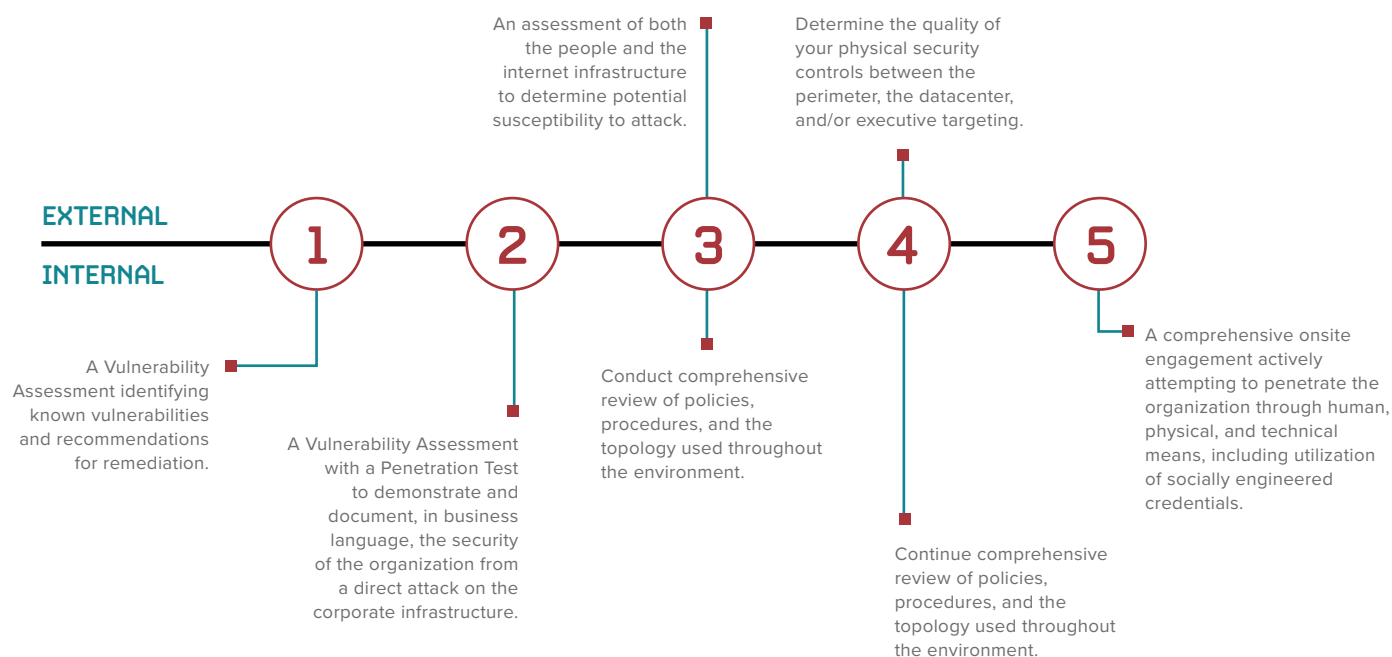 An assessment of both
the people and the
internet infrastructure
to determine potential
susceptibility to attack.
Determine the quality of
your physical security
controls between the
perimeter, the datacenter,
and/or executive targeting.
EXTERNAL
INTERNAL
1
2
3
4
5
A Vulnerability
Assessment identifying
known vulnerabilities
and recommendations
for remediation.
A Vulnerability Assessment
with a Penetration Test
to demonstrate and
document, in business
language, the security
of the organization from
a direct attack on the
corporate infrastructure.
Conduct comprehensive
review of policies,
procedures, and the
topology used throughout
the environment.
Continue comprehensive
review of policies,
procedures, and the
topology used throughout
the environment.
A comprehensive onsite
engagement actively
attempting to penetrate the
organization through human,
physical, and technical
means, including utilization
of socially engineered
credentials.